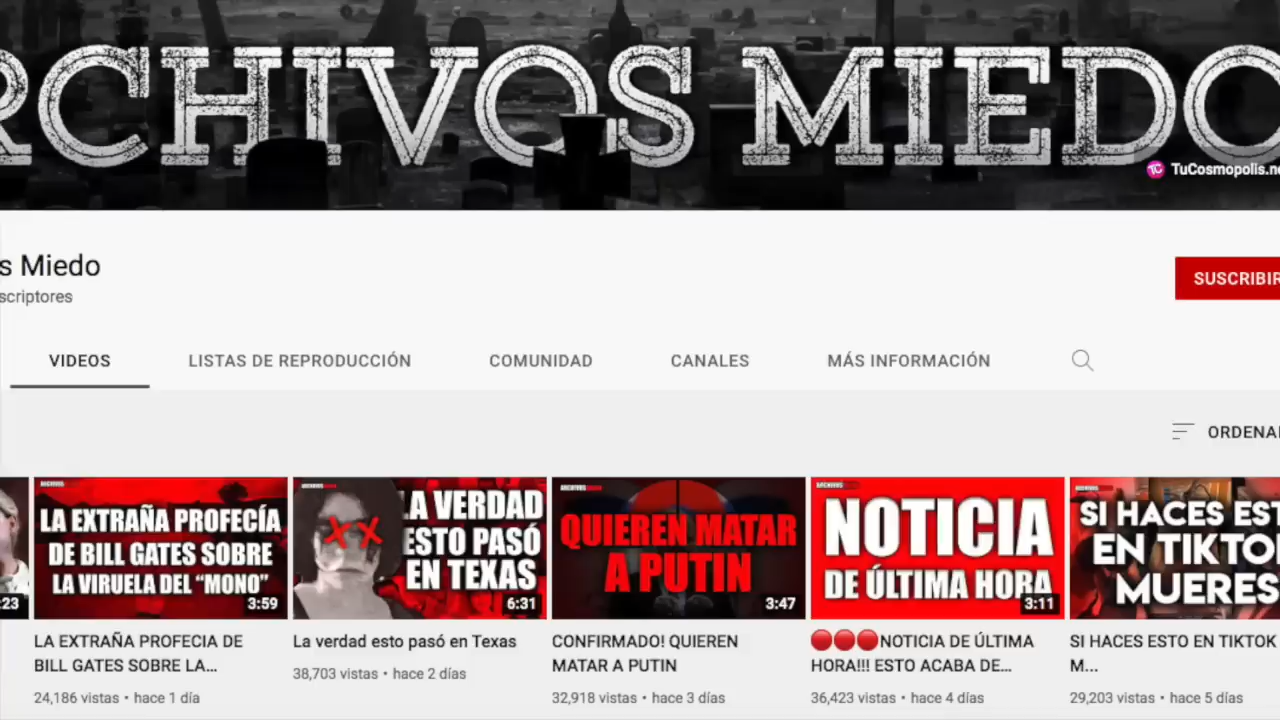 RCHIVOS MIEDO
TuCosmopolis.ne
s Miedo
scriptores
SUSCRIBIR
VIDEOS
LISTAS DE REPRODUCCIÓN
COMUNIDAD
CANALES
MÁS INFORMACIÓN
ORDENA
:23
LA EXTRAÑA PROFECÍA
DE BILL GATES SOBRE
LA VIRUELA DEL “MONO”
3:59
LA VERDAD
ESTO PASÓ
EN TEXAS
6:31
QUIEREN MATAR
A PUTIN
3:47
NOTICIA
DE ÚLTIMA HORA
3:11
SI HACES EST
EN TIKTO
MUERES
LA EXTRAÑA PROFECIA DE
BILL GATES SOBRE LA...
24,186 vistas • hace 1 día
La verdad esto pasó en Texas
38,703 vistas • hace 2 días
CONFIRMADO! QUIEREN
MATAR A PUTIN
32,918 vistas • hace 3 días
🔴🔴🔴NOTICIA DE ÚLTIMA
HORA!!! ESTO ACABA DE...
36,423 vistas • hace 4 días
SI HACES ESTO EN TIKTOK
M...
29,203 vistas • hace 5 días